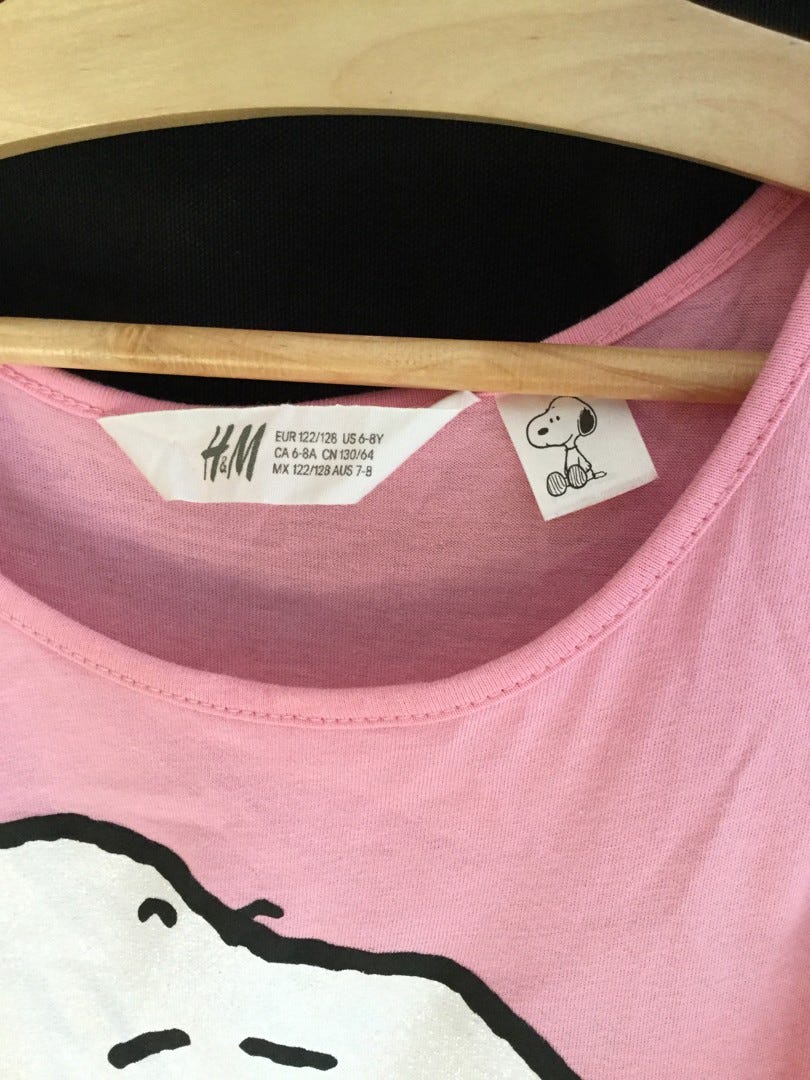 H&M
EUR 122/128 US 6-8Y
CA 6-8A CN 130/64
MX 122/128 AUS 7-8